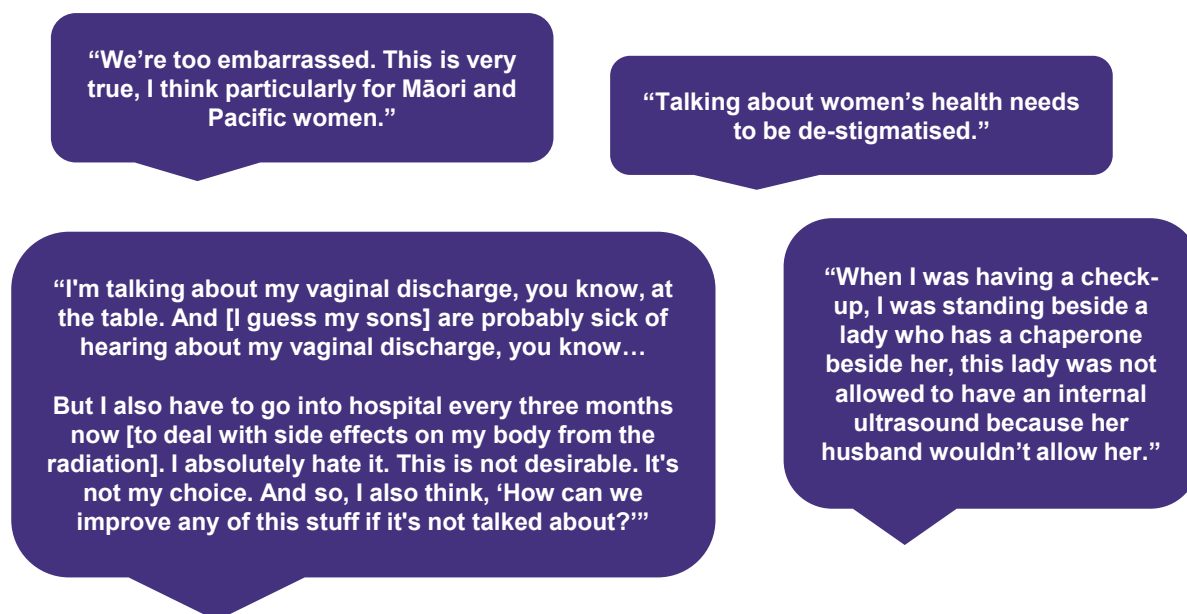 “We’re too embarrassed. This is very
true, I think particularly for Māori and
Pacific women.”
“Talking about women’s health needs
to be de-stigmatised.”
“I'm talking about my vaginal discharge, you know, at
the table. And [I guess my sons] are probably sick of
hearing about my vaginal discharge, you know…
But I also have to go into hospital every three months
now [to deal with side effects on my body from the
radiation]. I absolutely hate it. This is not desirable. It's
not my choice. And so, I also think, ‘How can we
improve any of this stuff if it's not talked about?’”
“When I was having a check-
up, I was standing beside a
lady who has a chaperone
beside her, this lady was not
allowed to have an internal
ultrasound because her
husband wouldn’t allow her.”